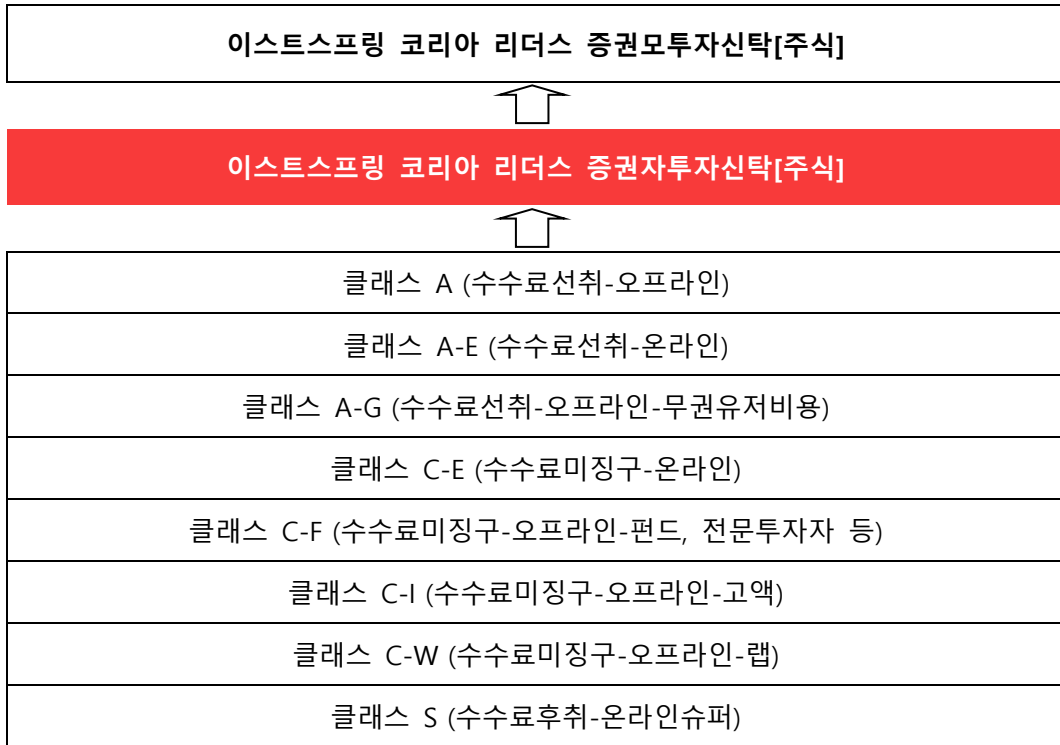 이스트스프링 코리아 리더스 증권모투자신탁[주식]
이스트스프링 코리아 리더스 증권자투자신탁[주식]
클래스 A (수수료선취-오프라인)
클래스 A-E (수수료선취-온라인)
클래스 A-G (수수료선취-오프라인-무권유저비용)
클래스 C-E (수수료미징구-온라인)
클래스 C-F (수수료미징구-오프라인-펀드, 전문투자자 등)
클래스 C-I (수수료미징구-오프라인-고액)
클래스 C-W (수수료미징구-오프라인-랩)
클래스 S (수수료후취-온라인슈퍼)